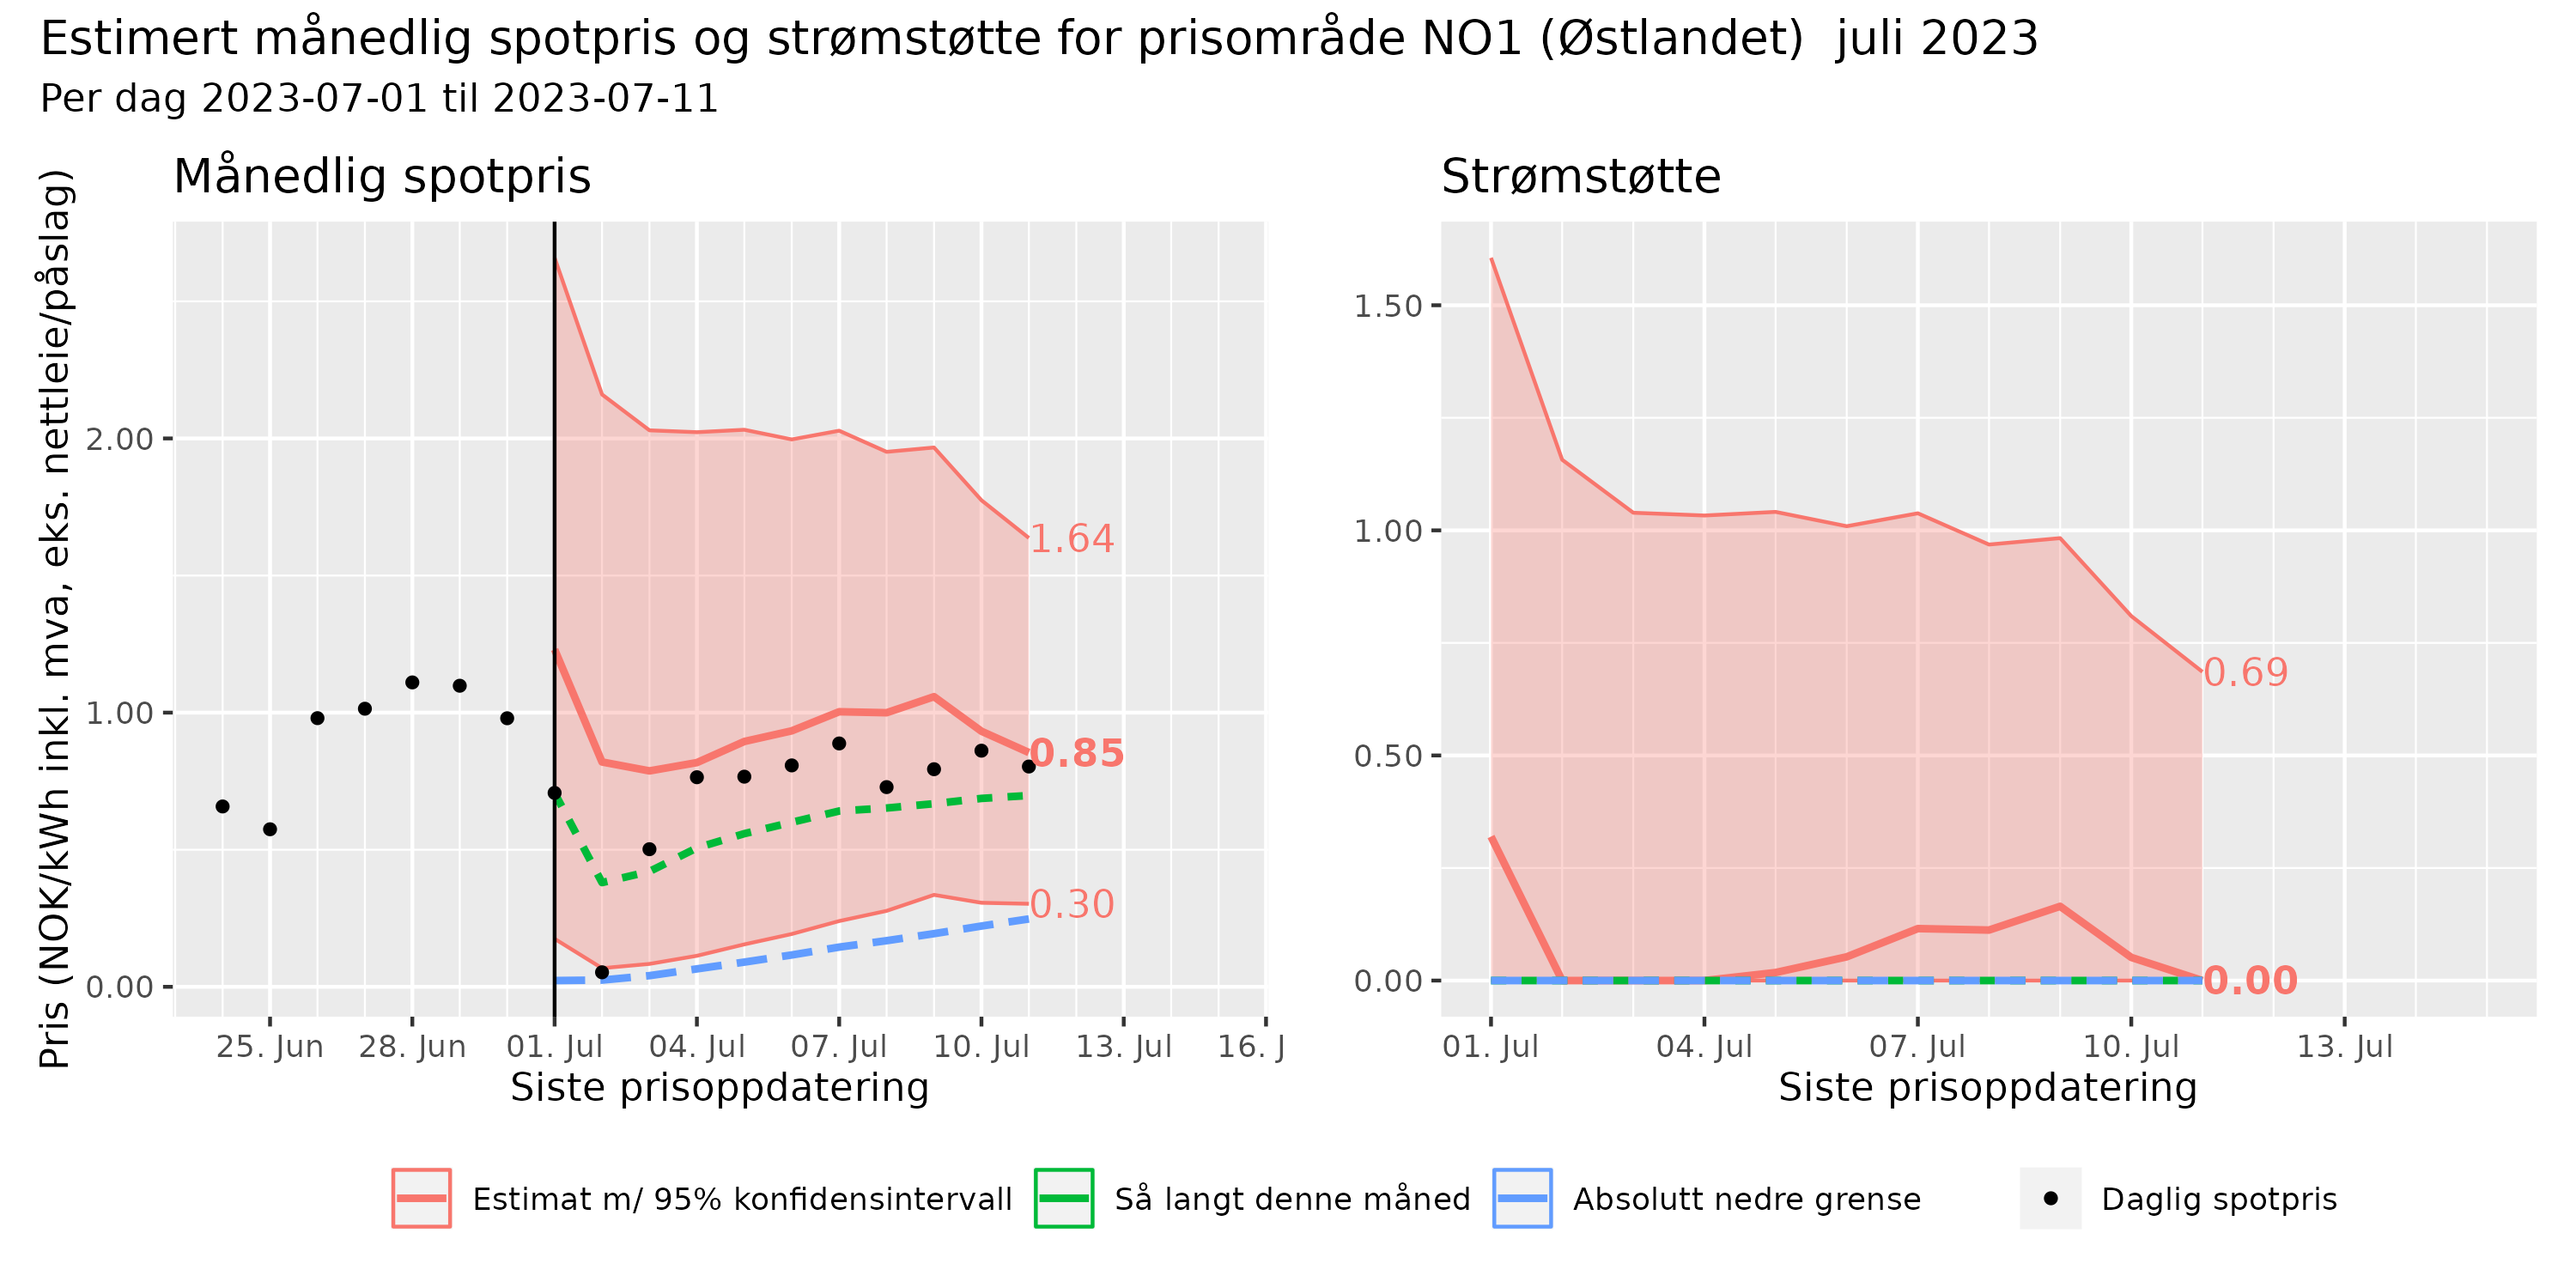 Estimert månedlig spotpris og strømstøtte for prisområde NO1 (Østlandet)  juli 2023
Per dag 2023-07-01 til 2023-07-11
Månedlig spotpris
Pris (NOK/kWh inkl. mva, eks. nettleie/påslag)
2.00
1.00
0.00
1.64
0.85
0.30
25. Jun
28. Jun
01. Jul
04. Jul
07. Jul
10. Jul
13. Jul
16. J
Siste prisoppdatering
Strømstøtte
1.50
1.00
0.50
0.00
0.69
0.00
01. Jul
04. Jul
07. Jul
10. Jul
13. Jul
Siste prisoppdatering
Estimat m/ 95% konfidensintervall
Så langt denne måned
Absolutt nedre grense
Daglig spotpris